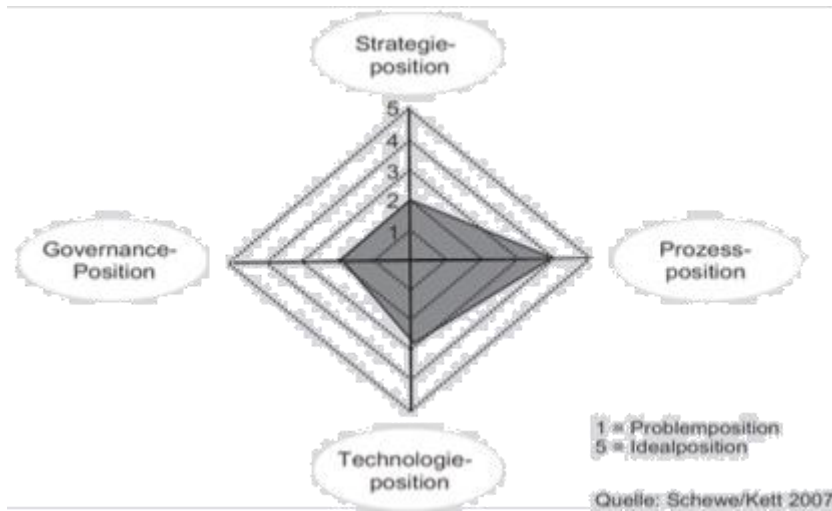 Strategie-
position
5
4
3
2
1
Governance-
Position
Prozess-
position
Technologie-
position
1 = Problemposition
5 = Idealposition
Quelle: Schewe/Kett 2007